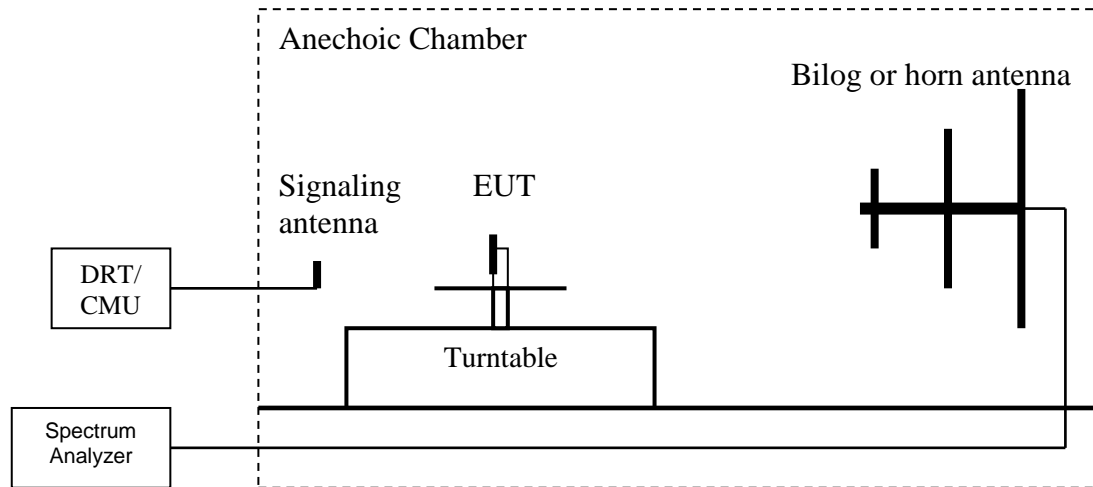 Anechoic Chamber
Bilog or horn antenna
Signaling
antenna
EUT
DRT/
CMU
Turntable
Spectrum
Analyzer